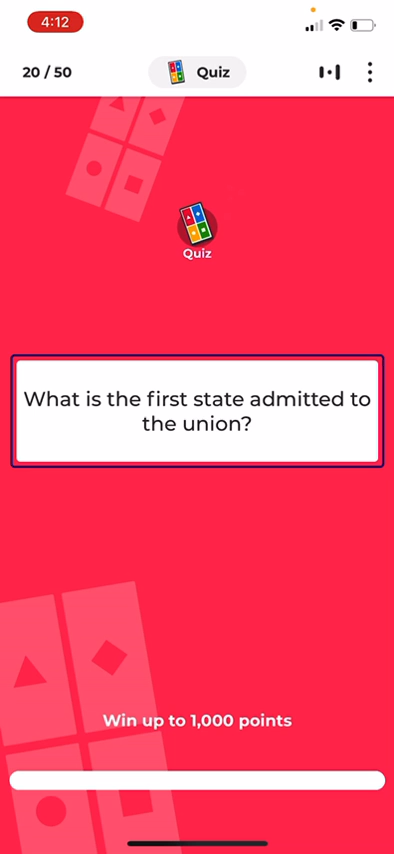 4:12
20 / 50
Quiz
Quiz
What is the first state admitted to
the union?
Win up to 1,000 points